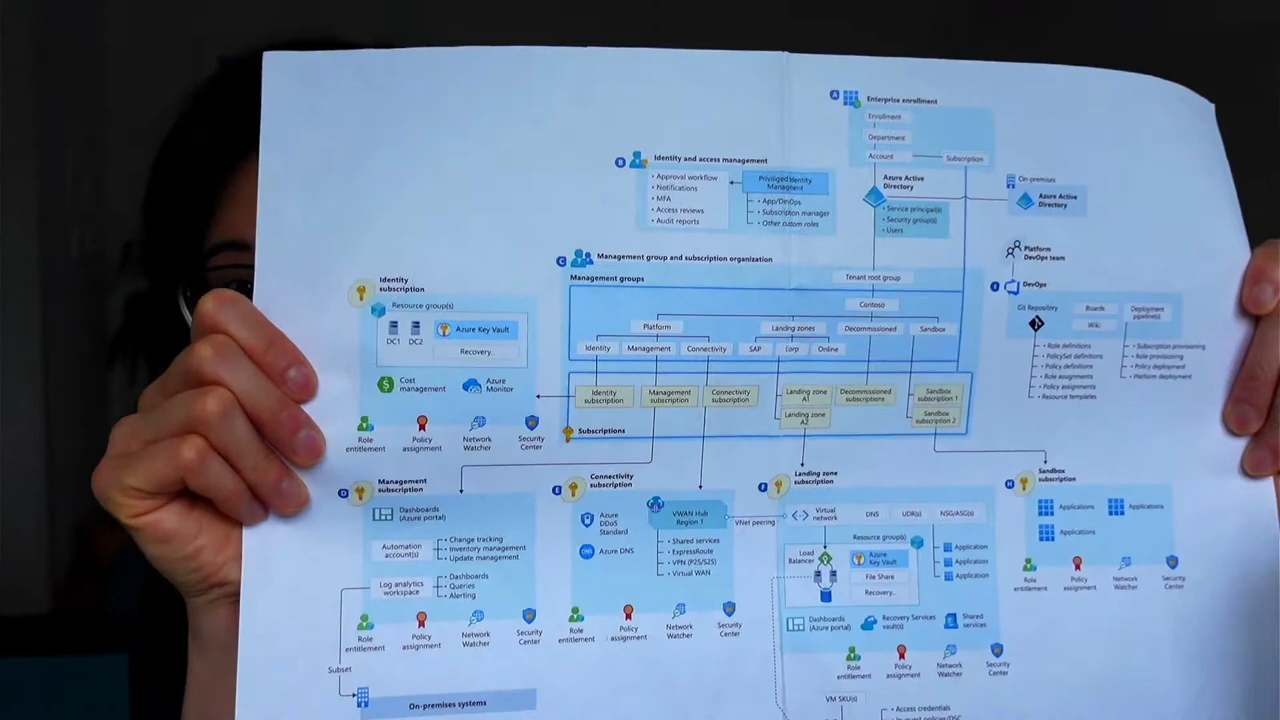 A
Enterprise enrollment
Enrollment
Department
Account
Subscription
B
Identity and access management
• Approval workflow
• Notifications
• MFA
• Access reviews
• Audit reports
Privileged Identity
Management
• App/DevOps
• Subscription manager
• Other custom roles
Azure Active
Directory
• Service principal(s)
• Security group(s)
• Users
On-premises
Azure Active
Directory
C
Management group and subscription organization
Management groups
Tenant root group
Contoso
Platform
Landing zones
Decommissioned
Sandbox
Identity
Management
Connectivity
SAP
Corp
Online
Identity
subscription
Management
subscription
Connectivity
subscription
Landing zone
A1
Landing zone
A2
Decommissioned
subscriptions
Sandbox
subscription 1
Sandbox
subscription 2
Subscriptions
Platform
DevOps team
DevOps
Git Repository
Boards
Wiki
Deployment
pipeline(s)
• Role definitions
• PolicySet definitions
• Policy definitions
• Role assignments
• Policy assignments
• Resource templates
• Subscription provisioning
• Role provisioning
• Policy deployment
• Platform deployment
Identity
subscription
Resource group(s)
DC1
DC2
Azure Key Vault
Recovery.
Cost
management
Azure
Monitor
Role
entitlement
Policy
assignment
Network
Watcher
Security
Center
D
Management
subscription
Dashboards
(Azure portal)
Automation
account(s)
• Change tracking
• Inventory management
• Update management
Log analytics
workspace
• Dashboards
• Queries
• Alerting
Role
entitlement
Policy
assignment
Network
Watcher
Security
Center
Subset
On-premises systems
E
Connectivity
subscription
Azure
DDoS
Standard
DNS
Azure DNS
VWAN Hub
Region 1
• Shared services
• ExpressRoute
• VPN (P2S/S2S)
• Virtual WAN
Role
entitlement
Policy
assignment
Network
Watcher
Security
Center
VNet peering
F
Landing zone
subscription
Virtual
network
DNS
UDR(s)
NSG/ASG(s)
Resource group(s)
Load
Balancer
Azure
Key Vault
File Share
Recovery..
Application
Application
Application
Dashboards
(Azure portal)
Recovery Services
vault(s)
Shared
services
Role
entitlement
Policy
assignment
Network
Watcher
Security
Center
VM SKU(s)
• Access credentials
H
Sandbox
subscription
Applications
Applications
Applications
Role
entitlement
Policy
assignment
Network
Watcher
Security
Center